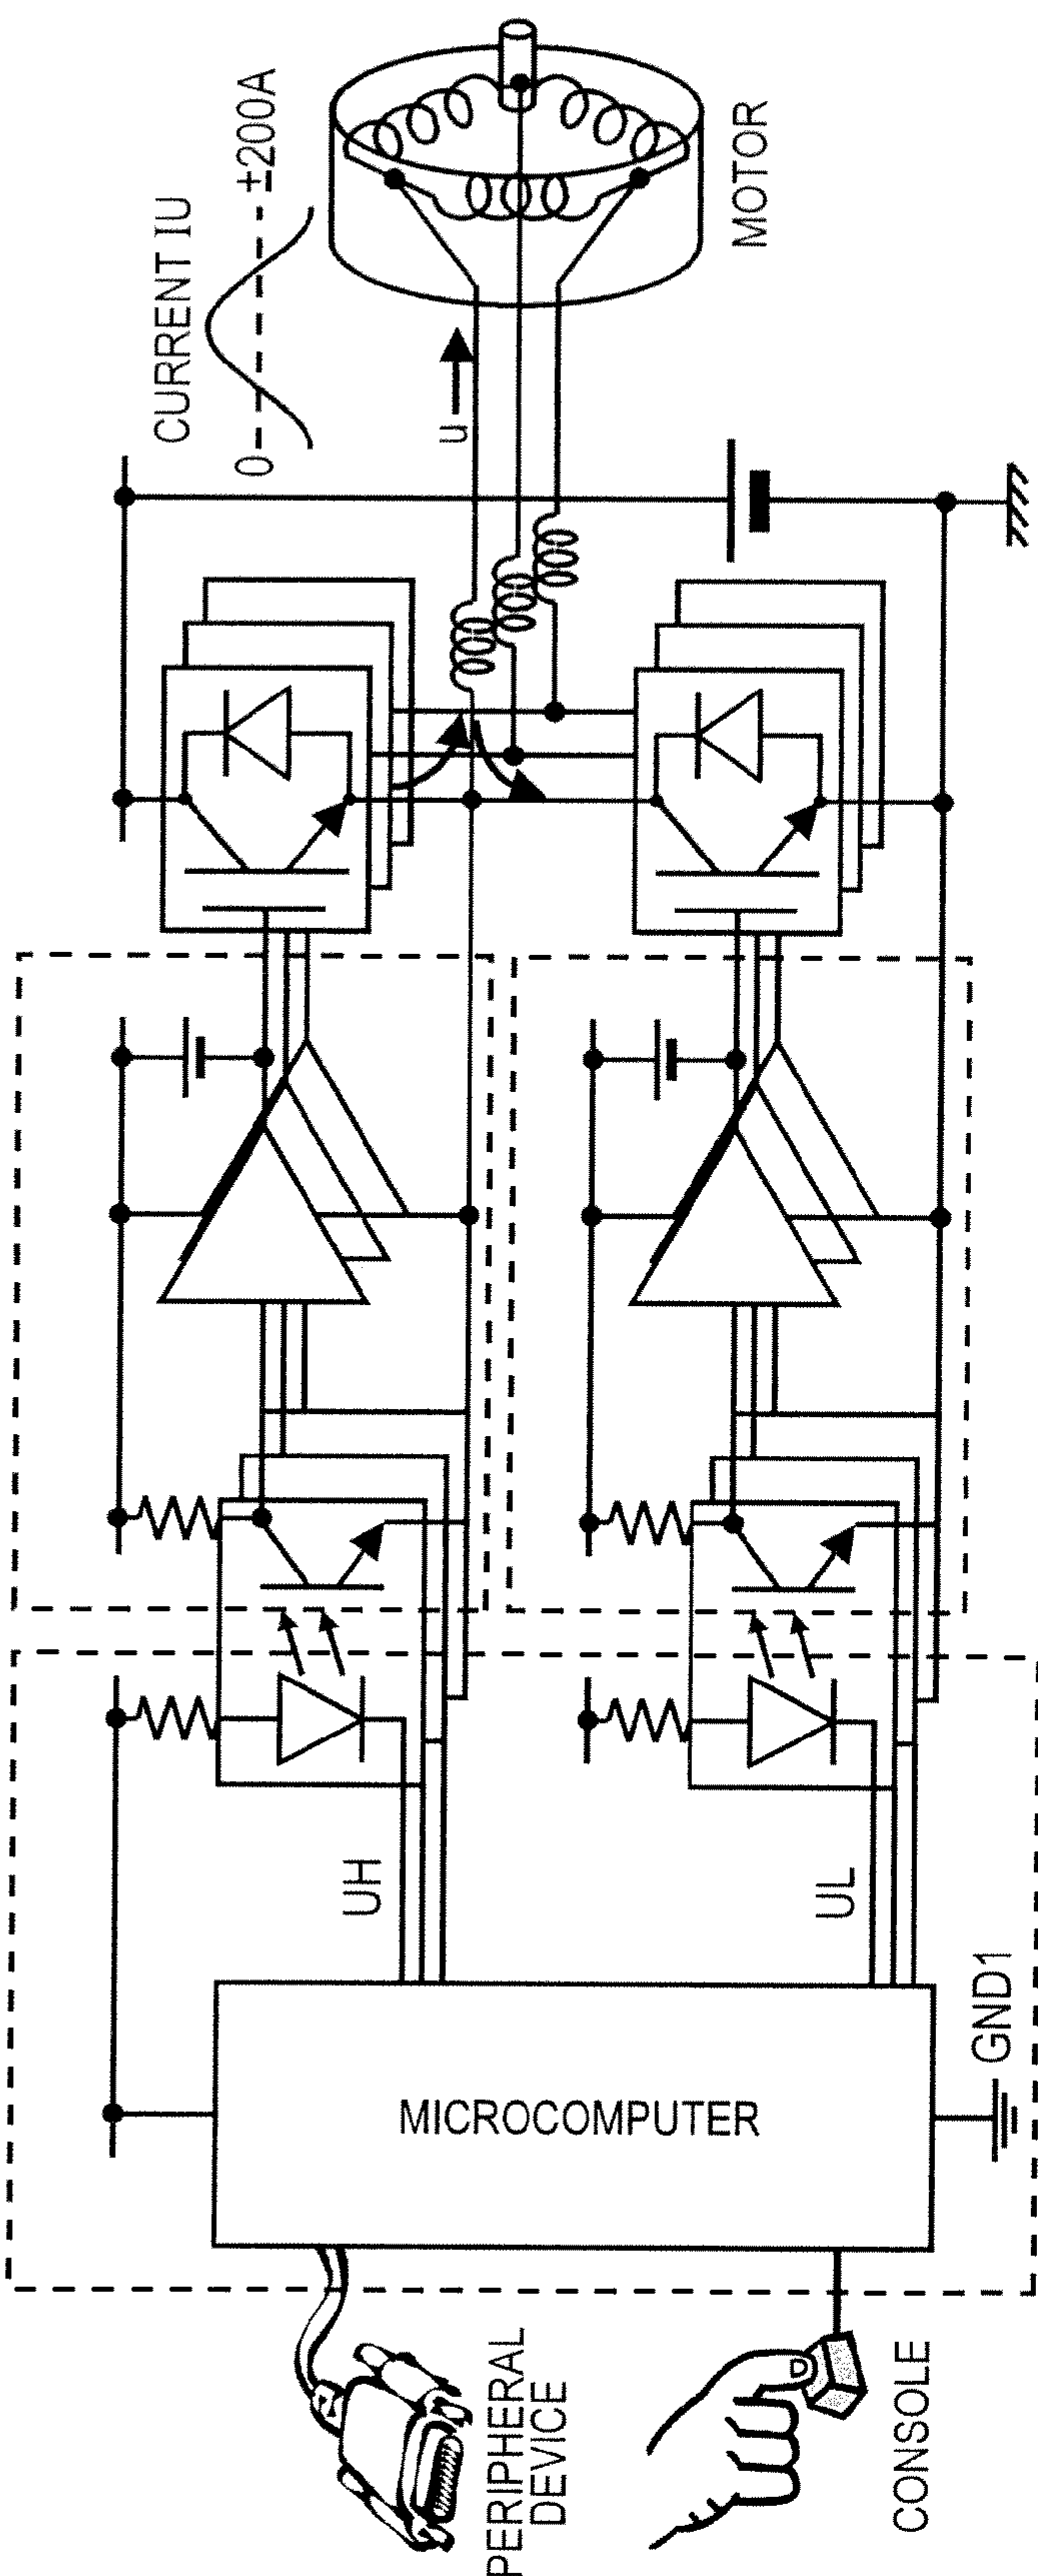 CURRENT IU
0
±200A
u
MOTOR
UH
UL
MICROCOMPUTER
GND1
PERIPHERAL
DEVICE
CONSOLE